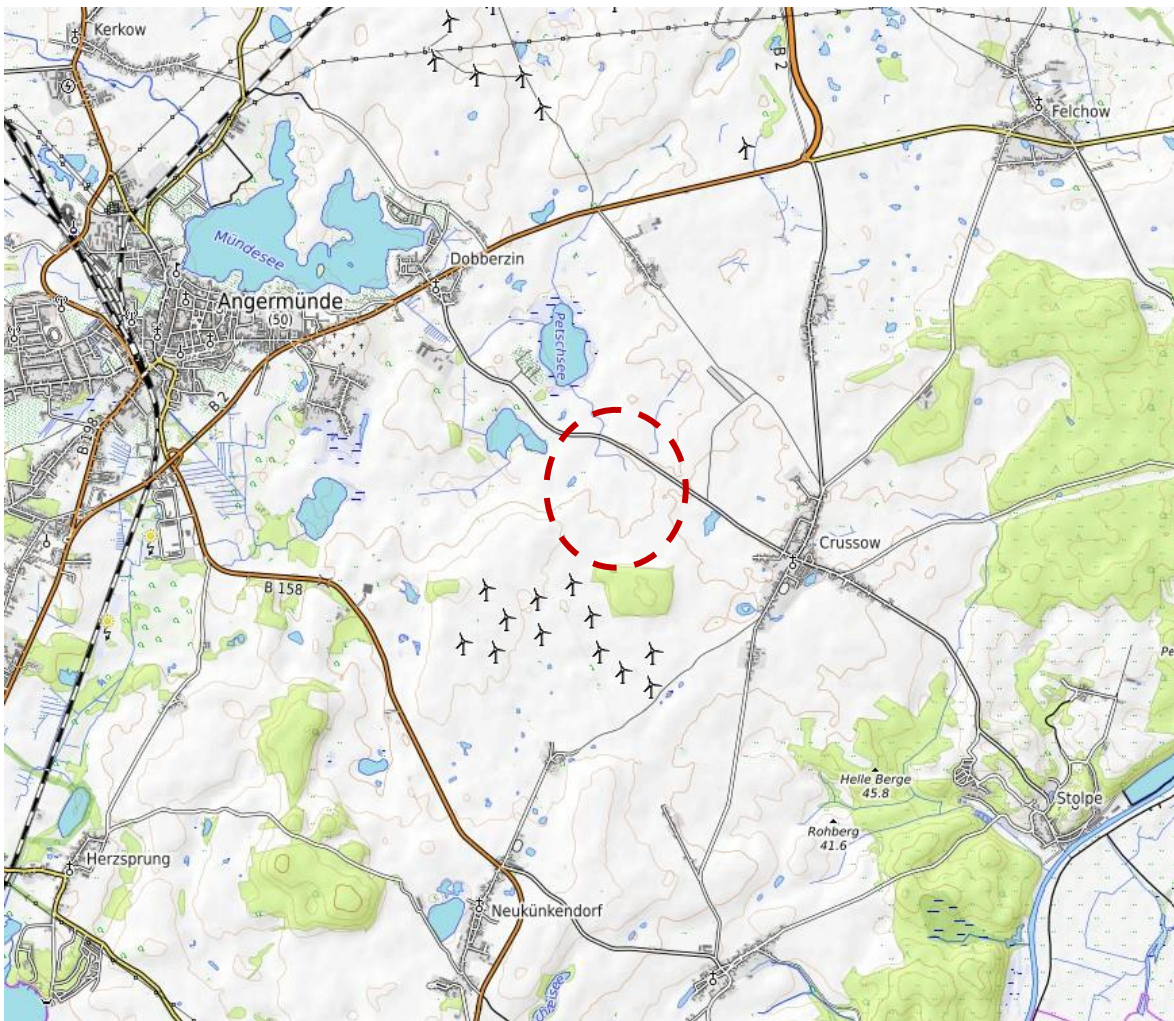 Kerkow
B 2
Felchow
Mündesee
Dobberzin
Angermünde
(50)
Petschsee
B 2
B 198
Crussow
B 158
Helle Berge
45.8
Stolpe
Rohberg
41.6
Herzsprung
Neukünkendorf